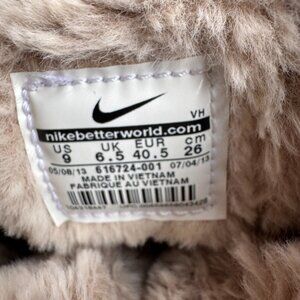 VH
nikebetterworld.com
US UK EUR cm
9 6.5 40.5 26
05/08/13 616724-001 07/04/13
MADE IN VIETNAM
FABRIQUE AU VIETNAM